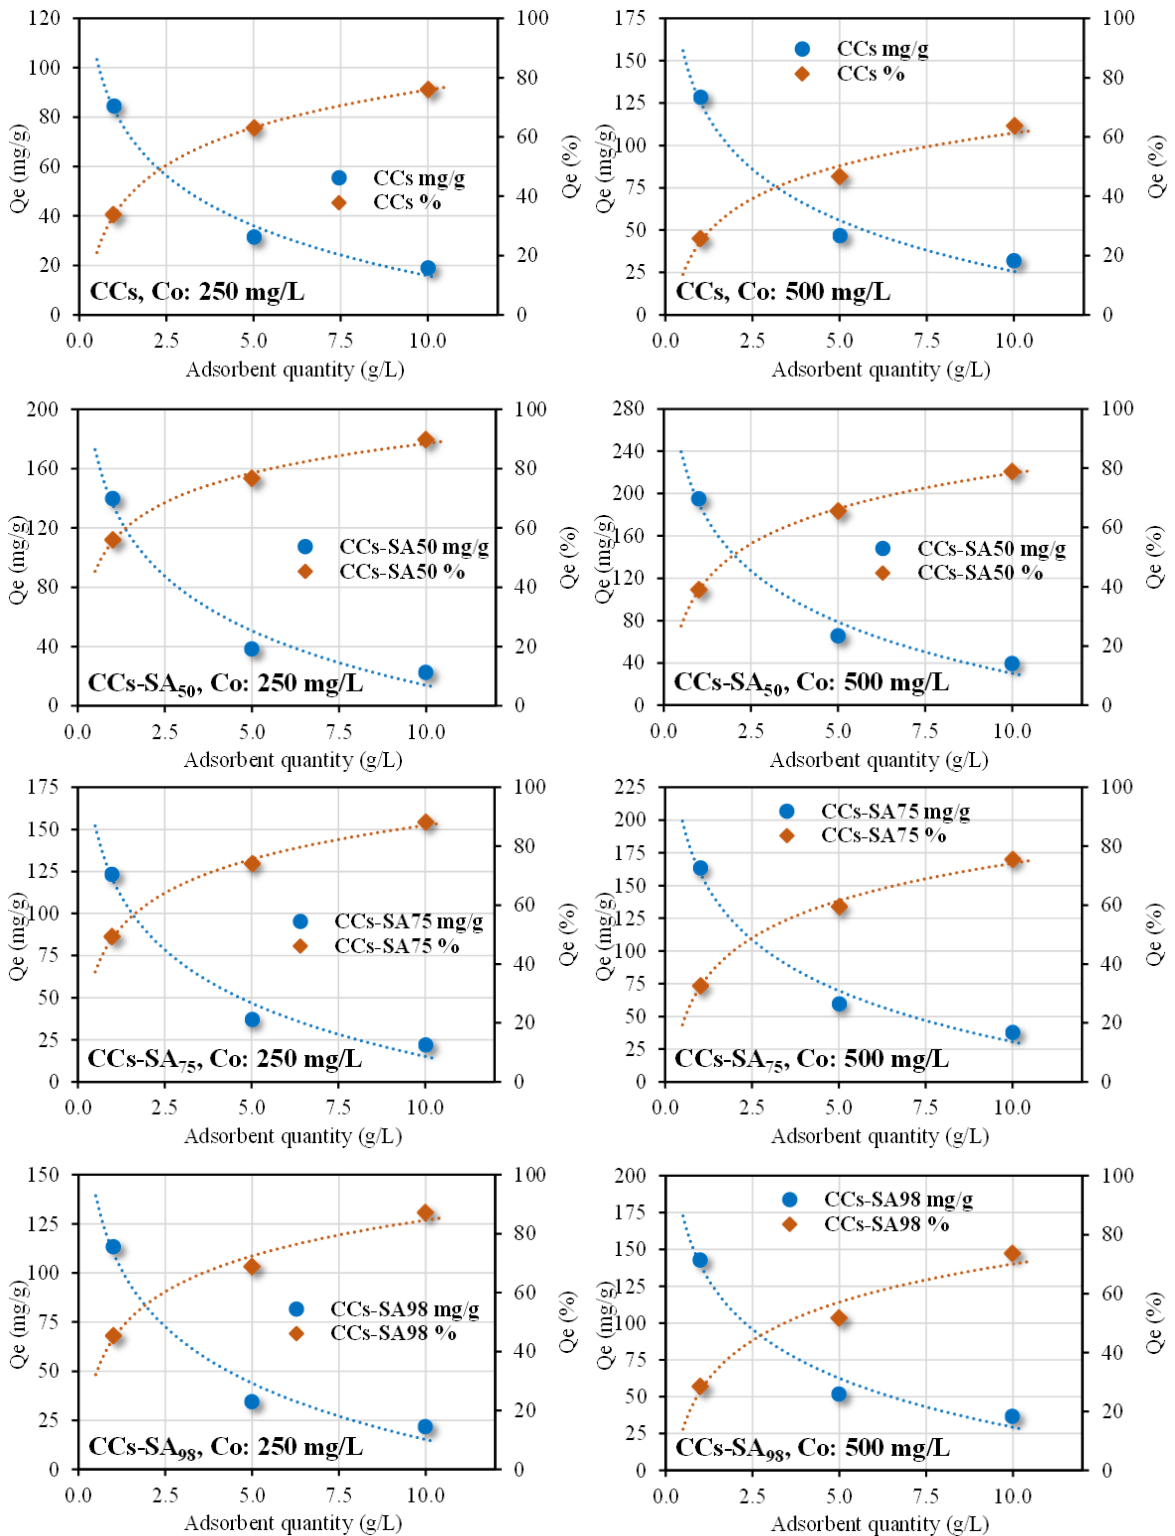 120
100
80
60
40
20
0
Qe (mg/g)
100
80
60
40
20
0
Qe (%)
CCs mg/g
CCs %
CCs, Co: 250 mg/L
0.0 2.5 5.0 7.5 10.0
Adsorbent quantity (g/L)
175
150
125
100
75
50
25
0
Qe (mg/g)
100
80
60
40
20
0
Qe (%)
CCs mg/g
CCs %
CCs, Co: 500 mg/L
0.0 2.5 5.0 7.5 10.0
Adsorbent quantity (g/L)
200
160
120
80
40
0
Qe (mg/g)
100
80
60
40
20
0
Qe (%)
CCs-SA50 mg/g
CCs-SA50 %
CCs-SA50, Co: 250 mg/L
0.0 2.5 5.0 7.5 10.0
Adsorbent quantity (g/L)
280
240
200
160
120
80
40
0
Qe (mg/g)
100
80
60
40
20
0
Qe (%)
CCs-SA50 mg/g
CCs-SA50 %
CCs-SA50, Co: 500 mg/L
0.0 2.5 5.0 7.5 10.0
Adsorbent quantity (g/L)
175
150
125
100
75
50
25
0
Qe (mg/g)
100
80
60
40
20
0
Qe (%)
CCs-SA75 mg/g
CCs-SA75 %
CCs-SA75, Co: 250 mg/L
0.0 2.5 5.0 7.5 10.0
Adsorbent quantity (g/L)
225
200
175
150
125
100
75
50
25
0
Qe (mg/g)
100
80
60
40
20
0
Qe (%)
CCs-SA75 mg/g
CCs-SA75 %
CCs-SA75, Co: 500 mg/L
0.0 2.5 5.0 7.5 10.0
Adsorbent quantity (g/L)
150
125
100
75
50
25
0
Qe (mg/g)
100
80
60
40
20
0
Qe (%)
CCs-SA98 mg/g
CCs-SA98 %
CCs-SA98, Co: 250 mg/L
0.0 2.5 5.0 7.5 10.0
Adsorbent quantity (g/L)
200
175
150
125
100
75
50
25
0
Qe (mg/g)
100
80
60
40
20
0
Qe (%)
CCs-SA98 mg/g
CCs-SA98 %
CCs-SA98, Co: 500 mg/L
0.0 2.5 5.0 7.5 10.0
Adsorbent quantity (g/L)